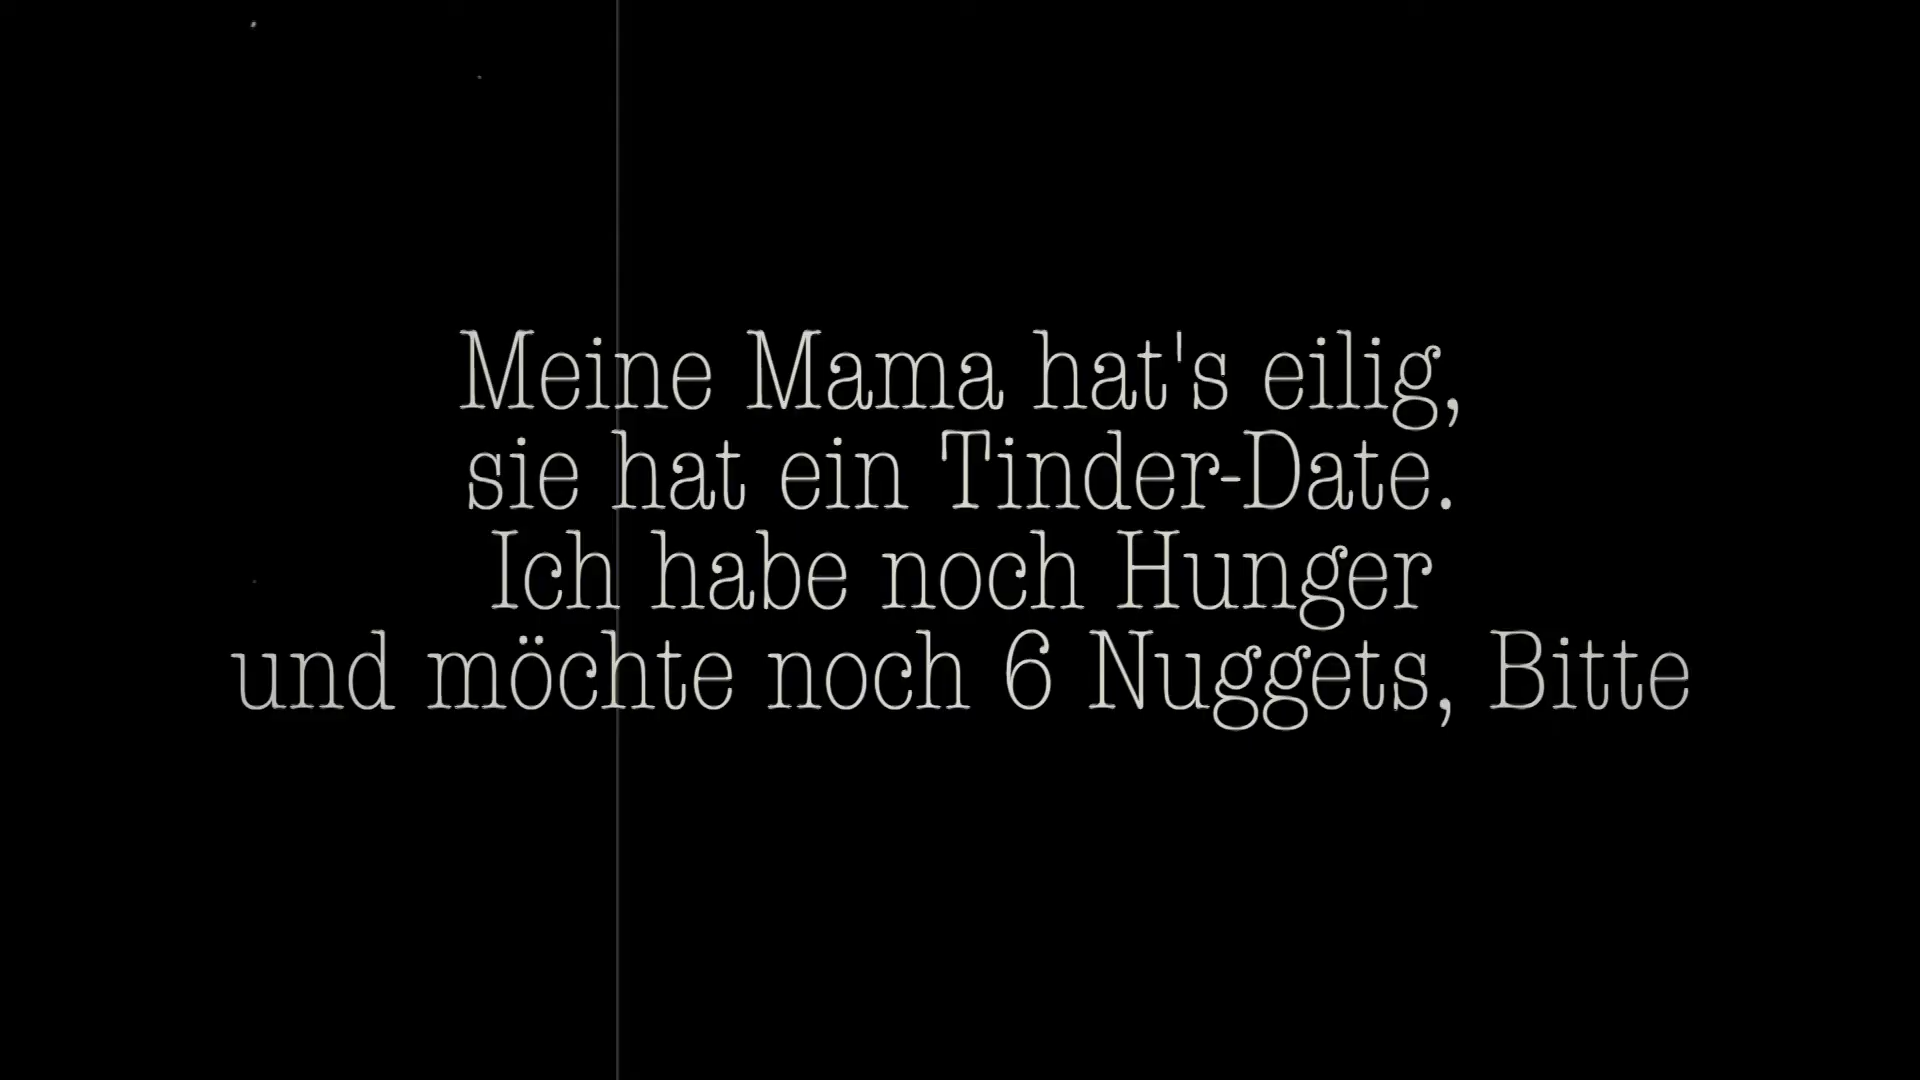 Meine Mama hat's eilig,
sie hat ein Tinder-Date.
Ich habe noch Hunger
und möchte noch 6 Nuggets, Bitte